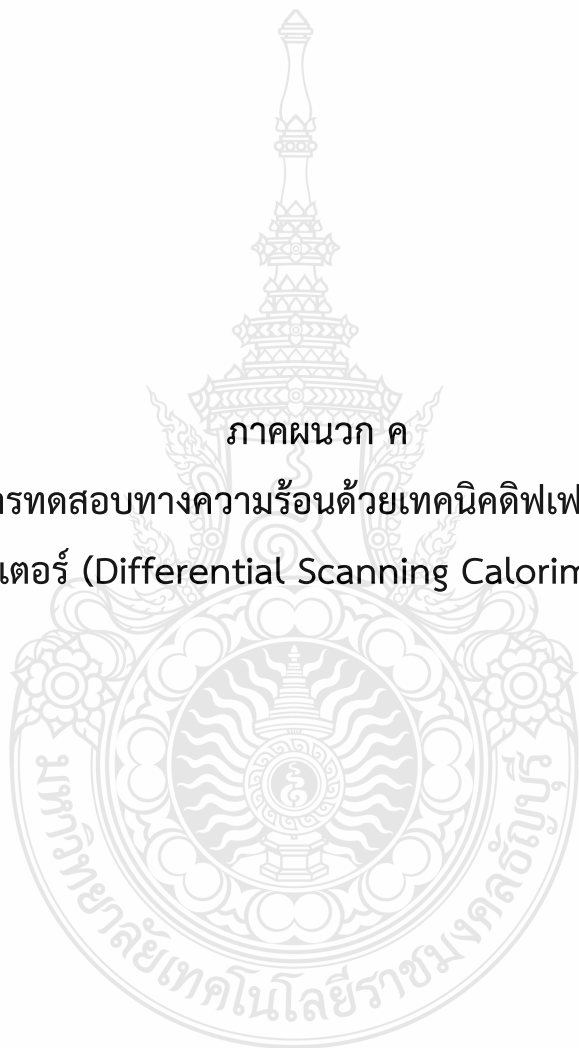 ภาคผนวก ค
ารทดสอบทางความร้อนด้วยเทคนิคดิฟเฟ
เตอร์ (Differential Scanning Calorim
มหาวิทยาลัยเทคโนโลยีราชมงคลธัญบุรี